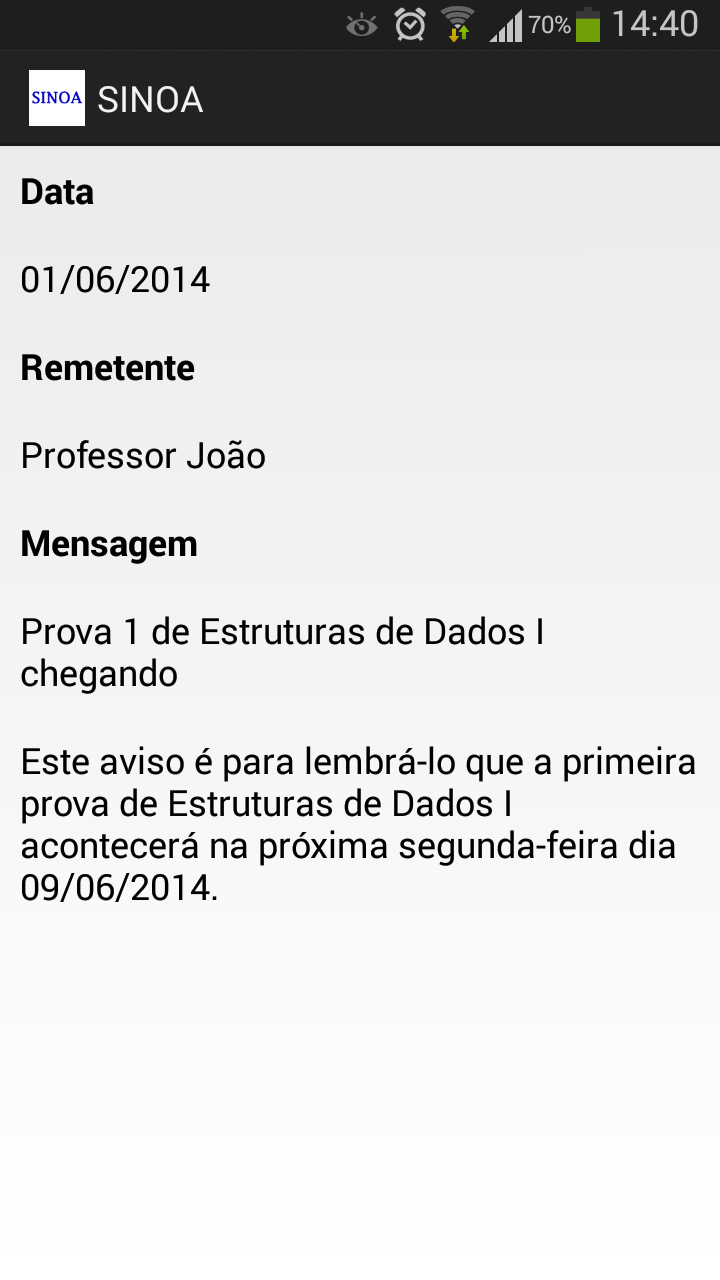 70% 14:40
SINOA SINOA
Data
01/06/2014
Remetente
Professor João
Mensagem
Prova 1 de Estruturas de Dados I
chegando
Este aviso é para lembrá-lo que a primeira
prova de Estruturas de Dados I
acontecerá na próxima segunda-feira dia
09/06/2014.